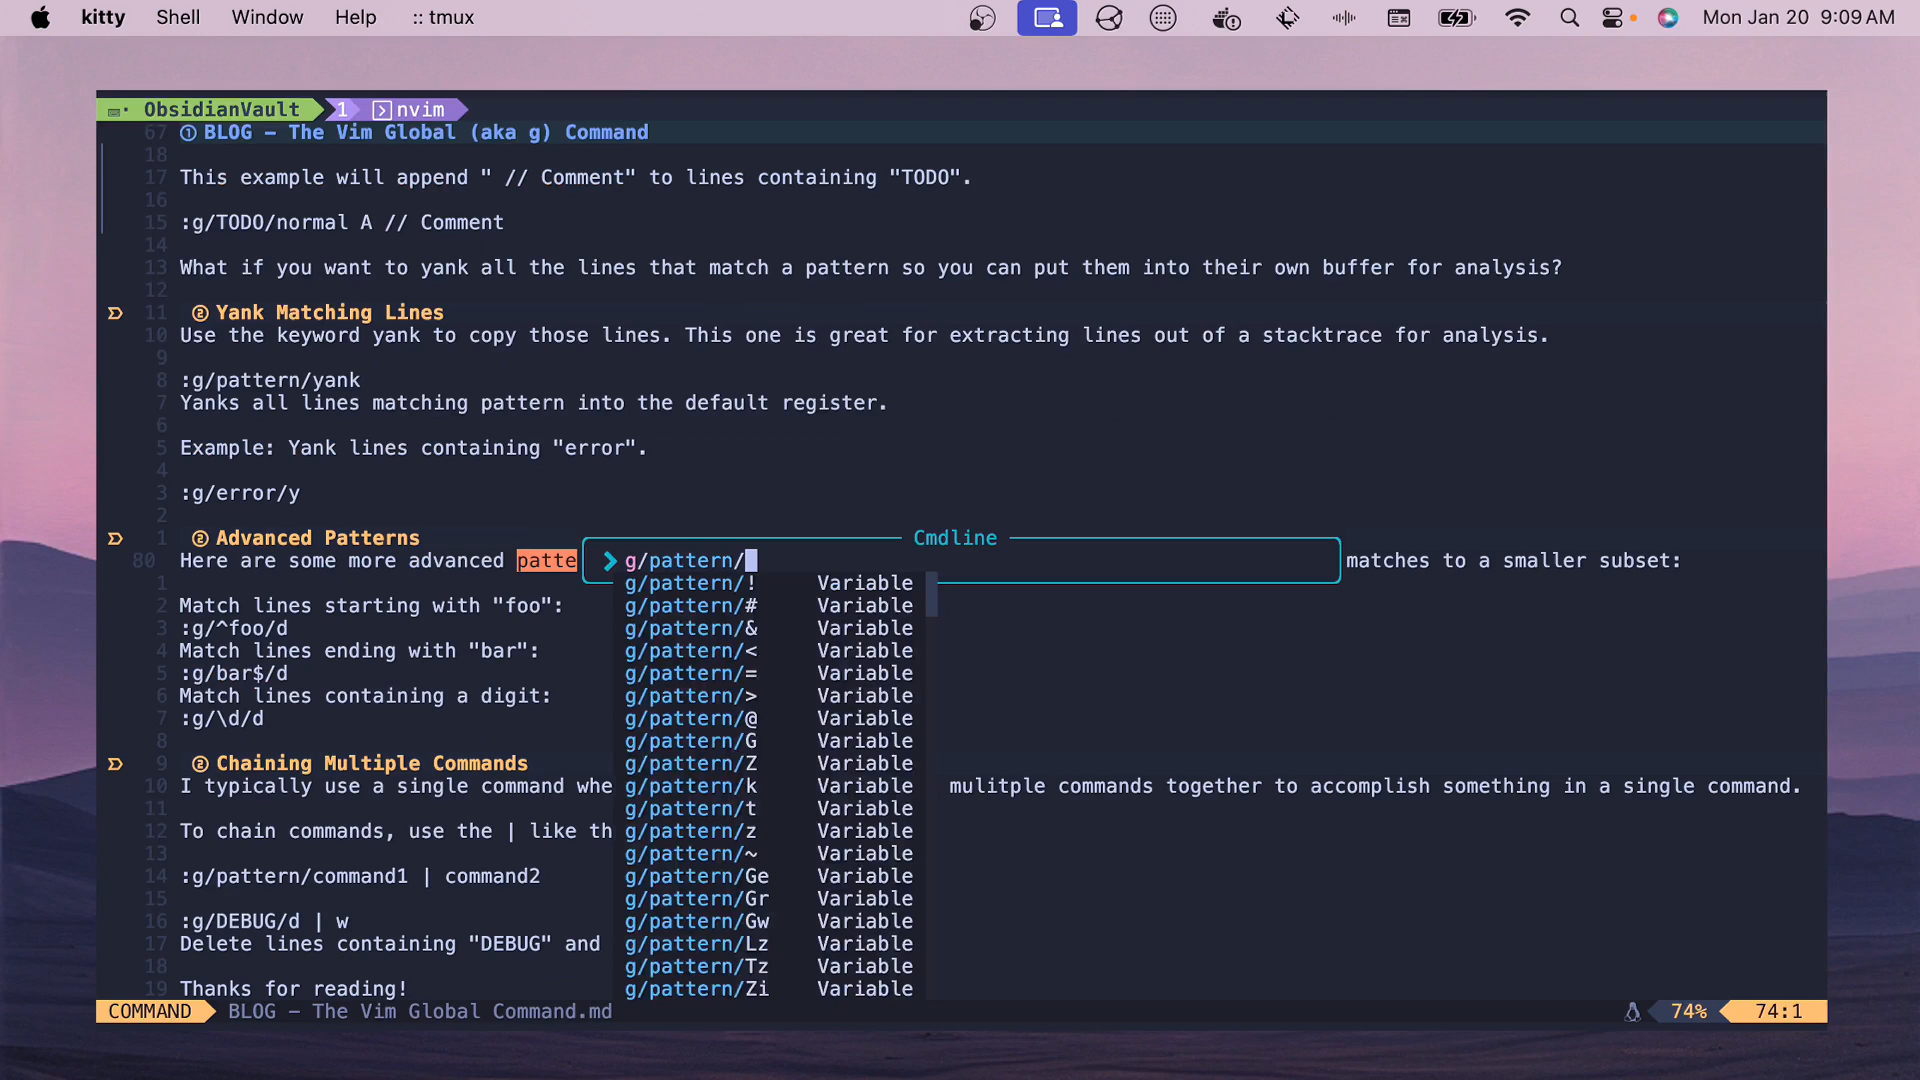 kitty Shell Window Help :: tmux Mon Jan 20 9:09 AM
ObsidianVault 1 nvim
67 ① BLOG – The Vim Global (aka g) Command
18
17 This example will append " // Comment" to lines containing "TODO".
16
15 :g/TODO/normal A // Comment
14
13 What if you want to yank all the lines that match a pattern so you can put them into their own buffer for analysis?
12
11 ② Yank Matching Lines
10 Use the keyword yank to copy those lines. This one is great for extracting lines out of a stacktrace for analysis.
9
8 :g/pattern/yank
7 Yanks all lines matching pattern into the default register.
6
5 Example: Yank lines containing "error".
4
3 :g/error/y
2
1 ② Advanced Patterns
Cmdline
80 Here are some more advanced patte g/pattern/ matches to a smaller subset:
1 g/pattern/! Variable
2 Match lines starting with "foo": g/pattern/# Variable
3 :g/^foo/d g/pattern/& Variable
4 Match lines ending with "bar": g/pattern/< Variable
5 :g/bar$/d g/pattern/= Variable
6 Match lines containing a digit: g/pattern/> Variable
7 :g/\d/d g/pattern/@ Variable
8 g/pattern/G Variable
9 ② Chaining Multiple Commands g/pattern/Z Variable
10 I typically use a single command whe g/pattern/k Variable mulitple commands together to accomplish something in a single command.
11 g/pattern/t Variable
12 To chain commands, use the | like th g/pattern/z Variable
13 g/pattern/~ Variable
14 :g/pattern/command1 | command2 g/pattern/Ge Variable
15 g/pattern/Gr Variable
16 :g/DEBUG/d | w g/pattern/Gw Variable
17 Delete lines containing "DEBUG" and g/pattern/Lz Variable
18 g/pattern/Tz Variable
19 Thanks for reading! g/pattern/Zi Variable
COMMAND BLOG – The Vim Global Command.md 74% 74:1